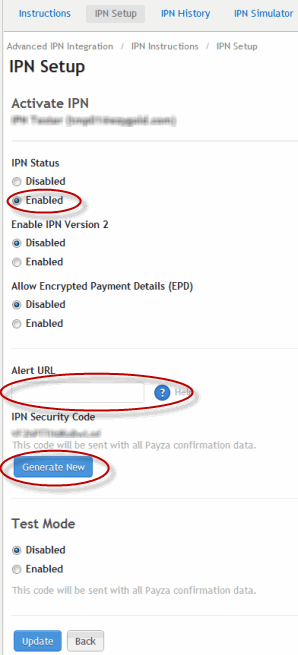 Instructions IPN Setup IPN History IPN Simulator
Advanced IPN Integration / IPN Instructions / IPN Setup
IPN Setup
Activate IPN
IPN Status
Disabled
Enabled
Enable IPN Version 2
Disabled
Enabled
Allow Encrypted Payment Details (EPD)
Disabled
Enabled
Alert URL
? Help
IPN Security Code
This code will be sent with all Payza confirmation data.
Generate New
Test Mode
Disabled
Enabled
This code will be sent with all Payza confirmation data.
Update Back